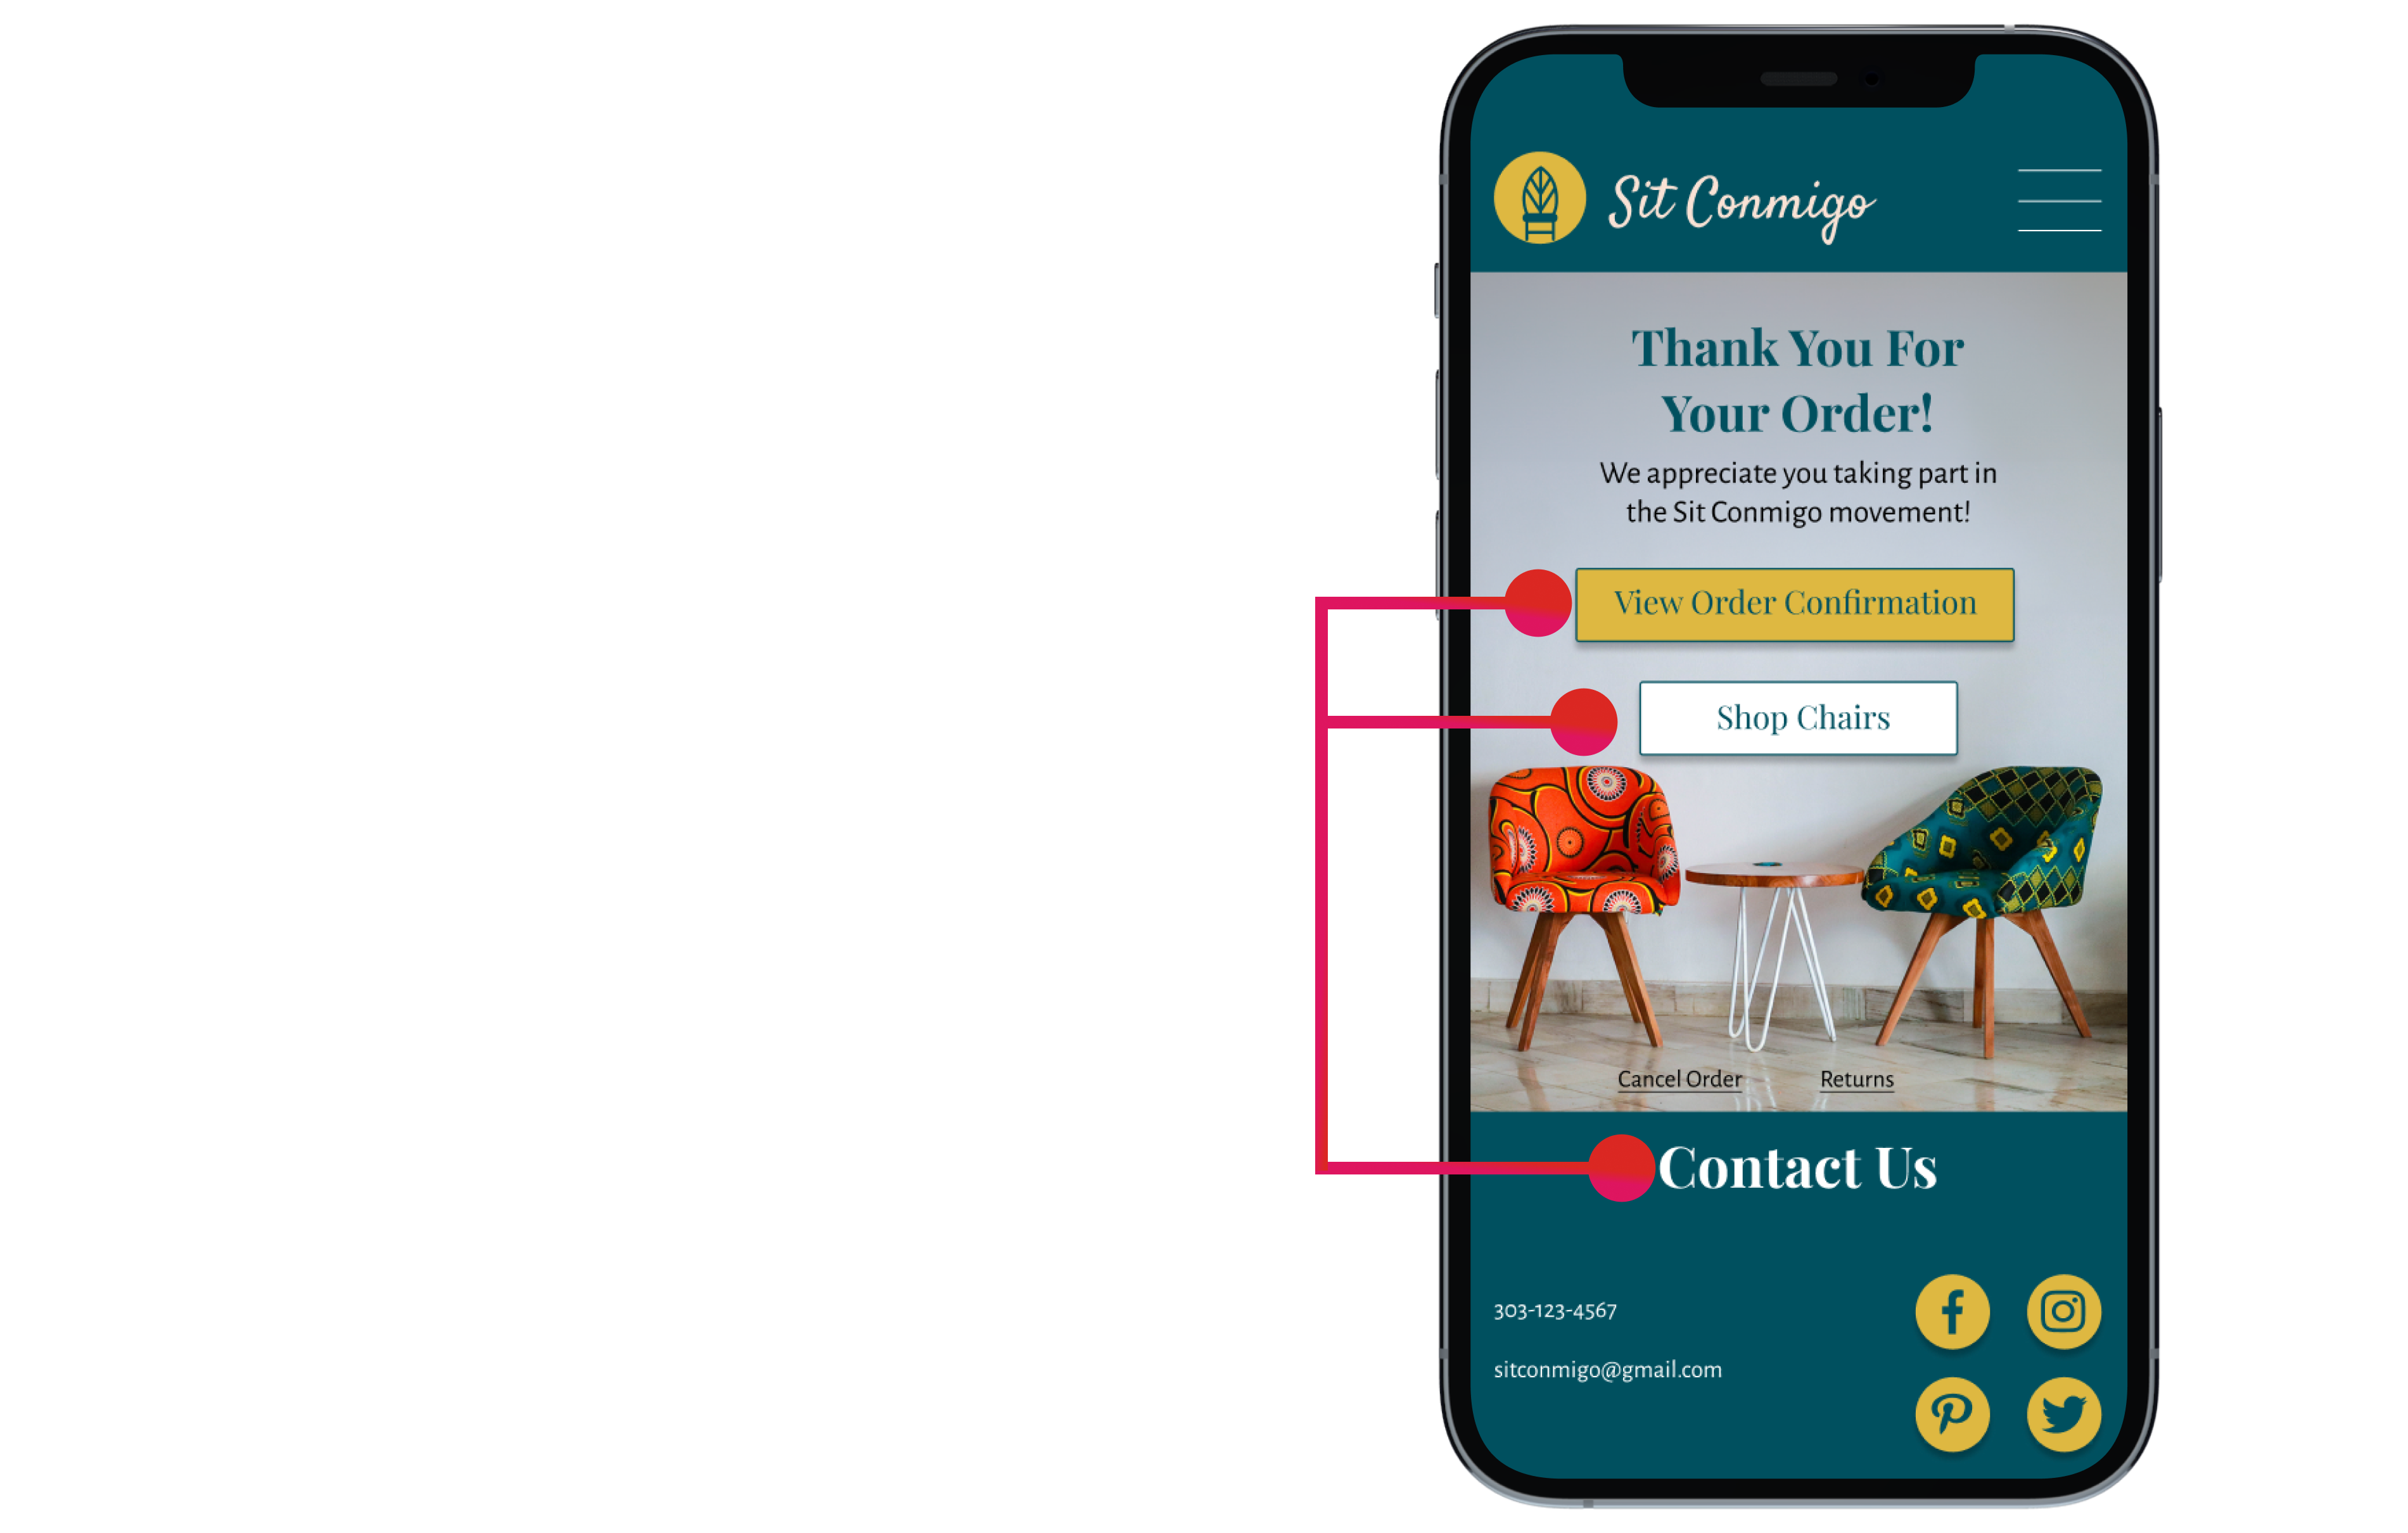 Sit Conmigo
Thank You For
Your Order!
We appreciate you taking part in
the Sit Conmigo movement!
View Order Confirmation
Shop Chairs
Cancel Order Returns
Contact Us
303-123-4567
sitconmigo@gmail.com